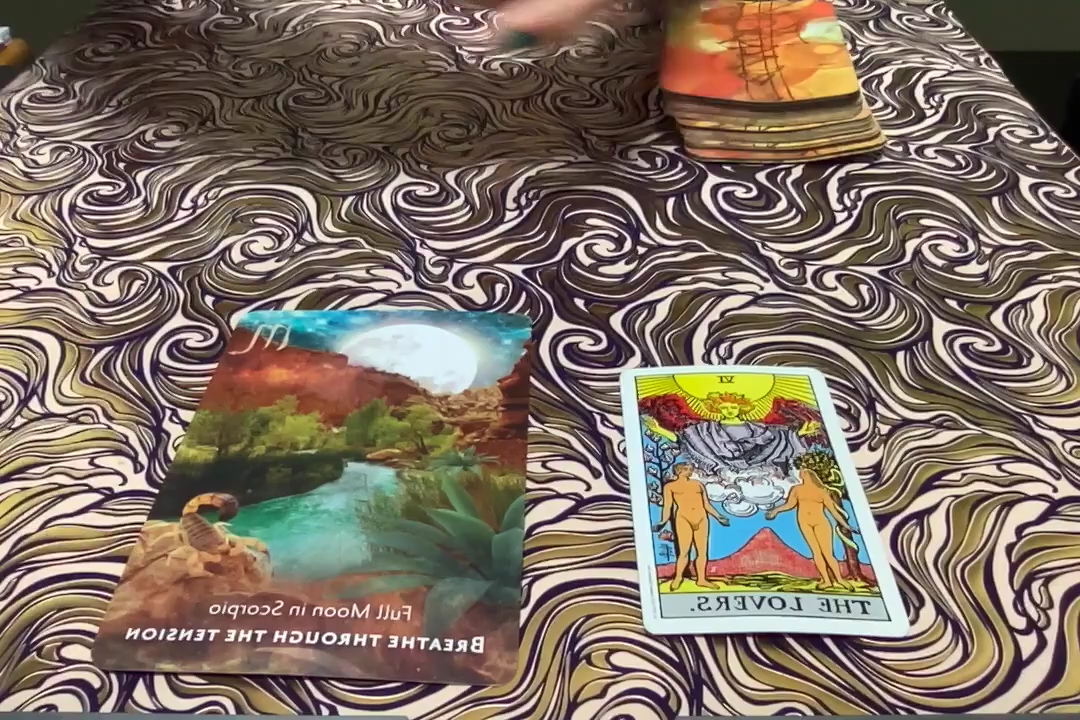 Full Moon in Scorpio
BREATHE THROUGH THE TENSION
VI
THE LOVERS.